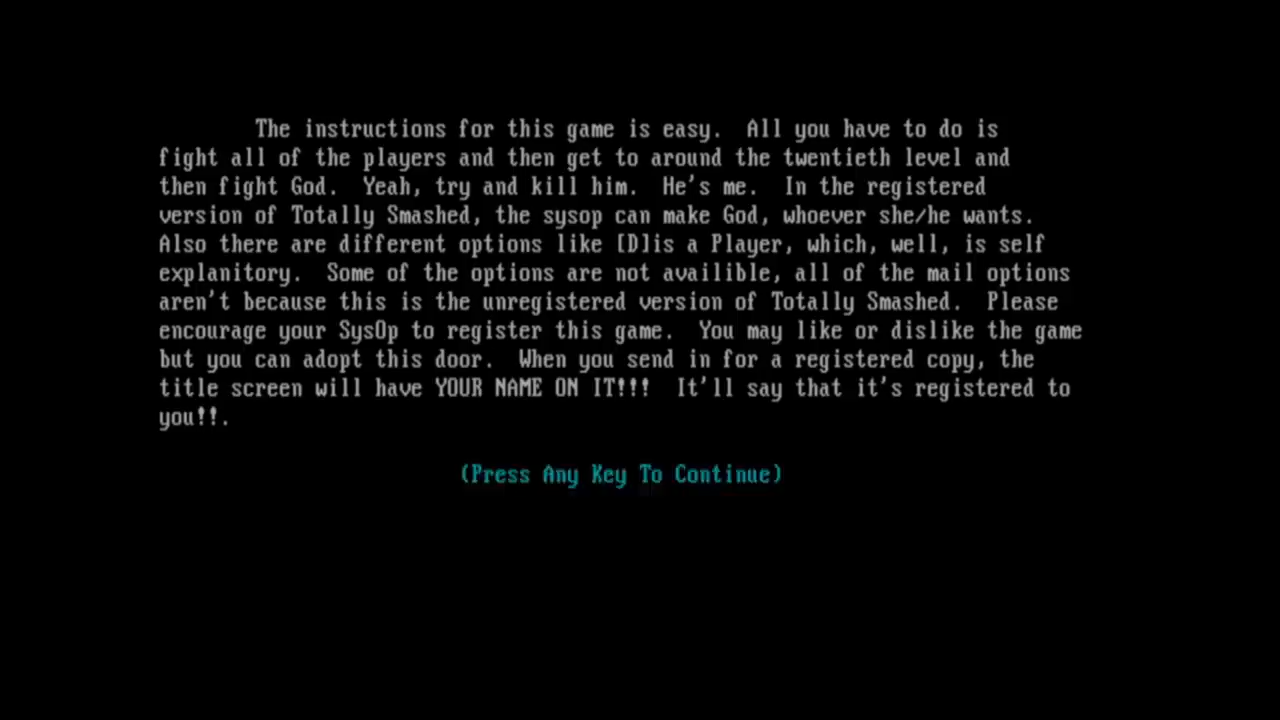 The instructions for this game is easy.  All you have to do is
fight all of the players and then get to around the twentieth level and
then fight God.  Yeah, try and kill him.  He's me.  In the registered
version of Totally Smashed, the sysop can make God, whoever she/he wants.
Also there are different options like [D]is a Player, which, well, is self
explanitory.  Some of the options are not availible, all of the mail options
aren't because this is the unregistered version of Totally Smashed.  Please
encourage your SysOp to register this game.  You may like or dislike the game
but you can adopt this door.  When you send in for a registered copy, the
title screen will have YOUR NAME ON IT!!!  It'll say that it's registered to
you!!.
(Press Any Key To Continue)